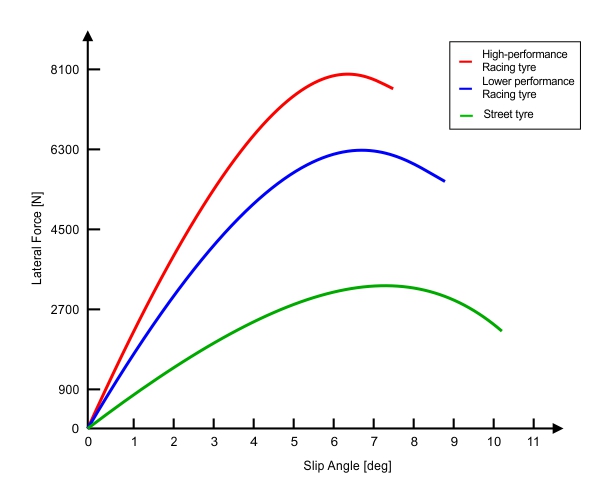 8100
6300
4500
2700
900
0
Lateral Force [N]
0 1 2 3 4 5 6 7 8 9 10 11
Slip Angle [deg]
High-performance
Racing tyre
Lower performance
Racing tyre
Street tyre